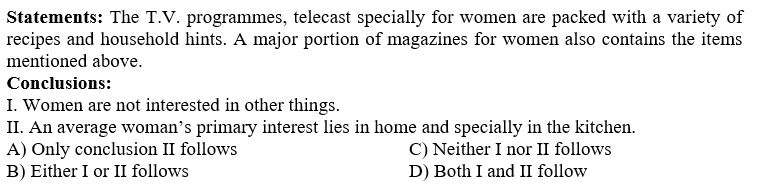 Statements: The T.V. programmes, telecast specially for women are packed with a variety of
recipes and household hints. A major portion of magazines for women also contains the items
mentioned above.
Conclusions:
I. Women are not interested in other things.
II. An average woman’s primary interest lies in home and specially in the kitchen.
A) Only conclusion II follows C) Neither I nor II follows
B) Either I or II follows D) Both I and II follow